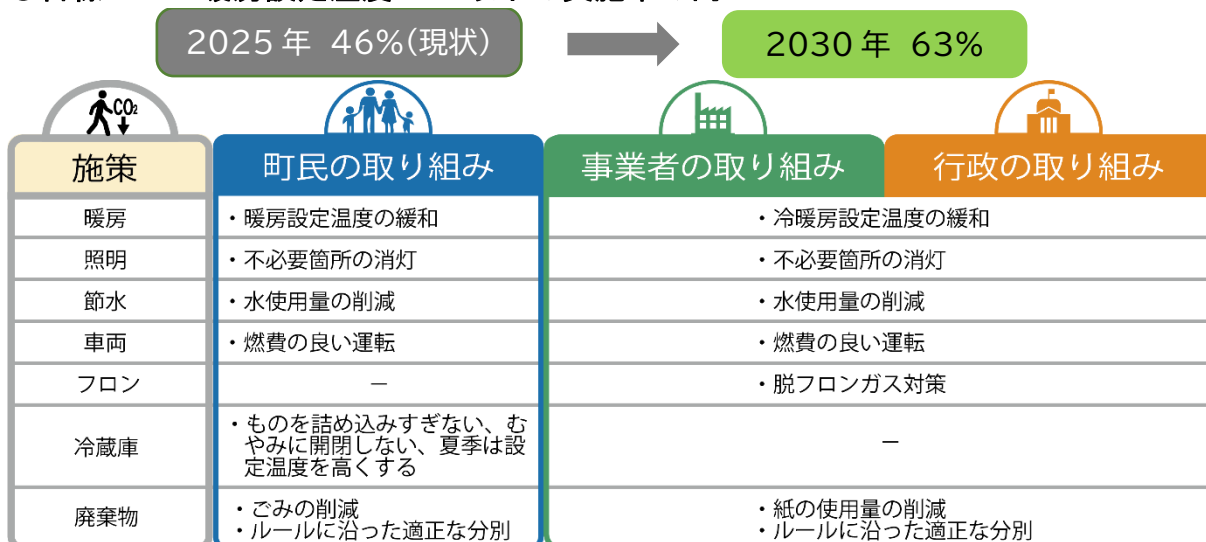 2025年 46%(現状)
2030年 63%
CO₂
施策
町民の取り組み
事業者の取り組み
行政の取り組み
暖房
・暖房設定温度の緩和
・冷暖房設定温度の緩和
照明
・不必要箇所の消灯
・不必要箇所の消灯
節水
・水使用量の削減
・水使用量の削減
車両
・燃費の良い運転
・燃費の良い運転
フロン
－
・脱フロンガス対策
冷蔵庫
・ものを詰め込みすぎない、む
やみに開閉しない、夏季は設
定温度を高くする
－
廃棄物
・ごみの削減
・ルールに沿った適正な分別
・紙の使用量の削減
・ルールに沿った適正な分別